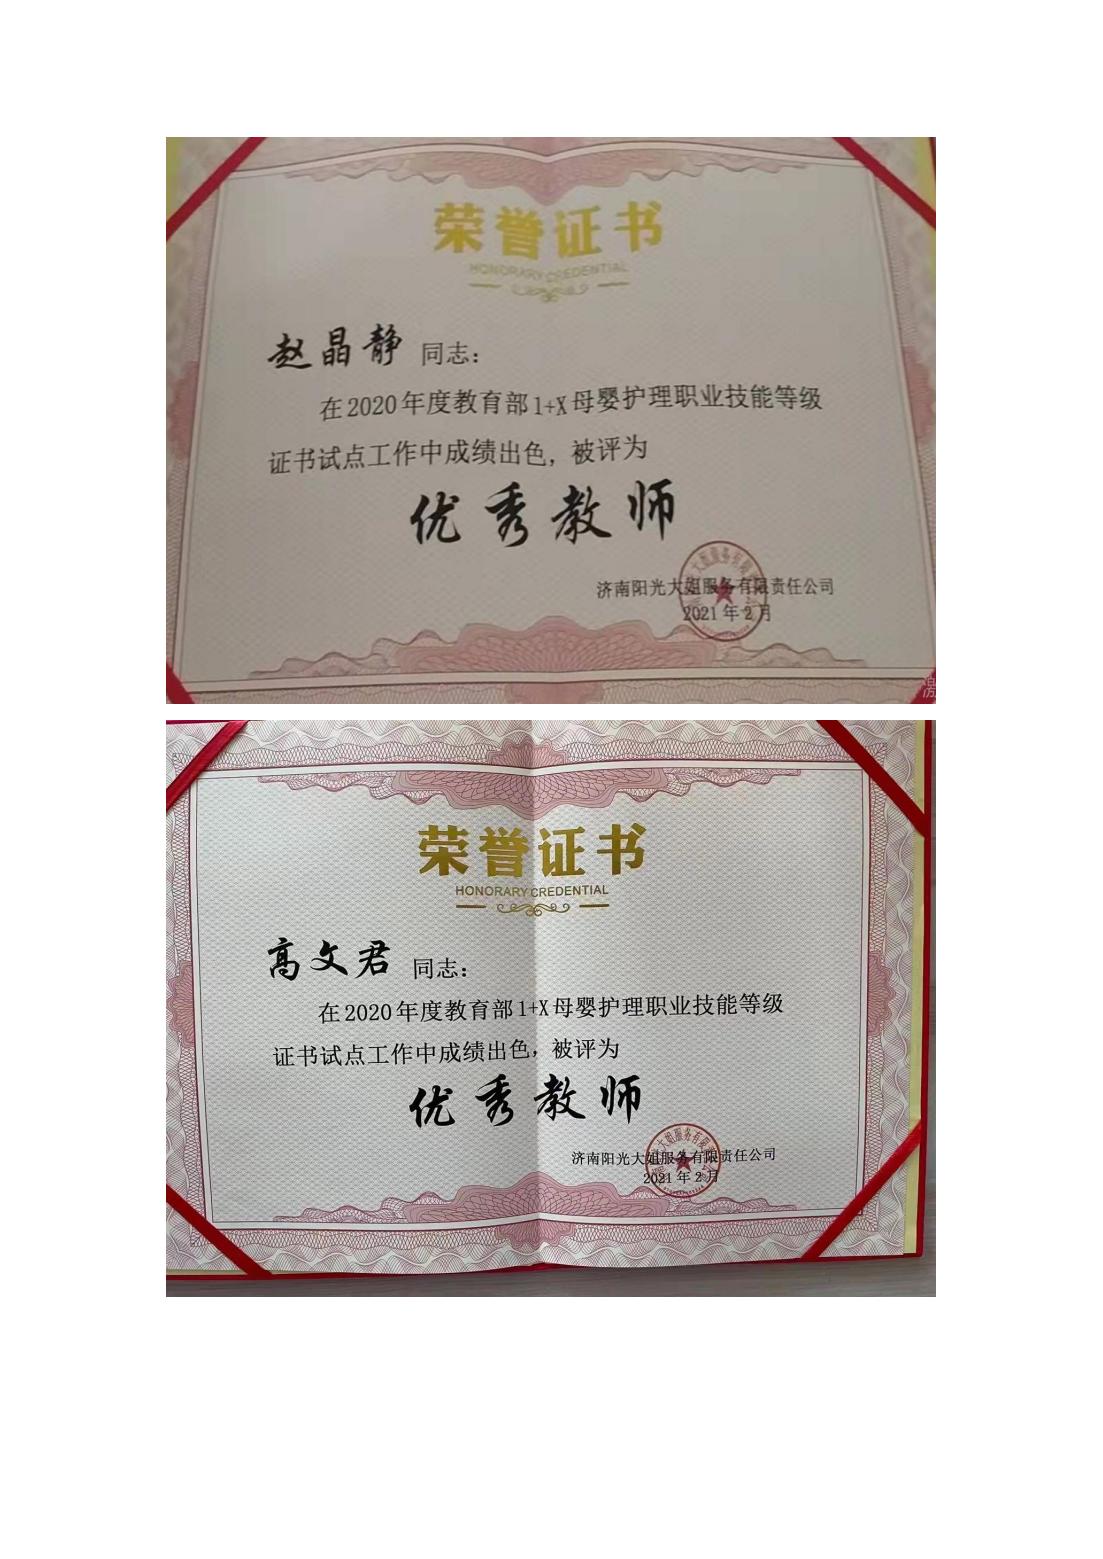 荣誉证书
HONORARY CREDENTIAL
赵晶静 同志：
在2020年度教育部1+X母婴护理职业技能等级
证书试点工作中成绩出色，被评为
优秀教师
济南阳光大姐服务有限责任公司
2021年2月
荣誉证书
HONORARY CREDENTIAL
高文君 同志：
在2020年度教育部1+X母婴护理职业技能等级
证书试点工作中成绩出色，被评为
优秀教师
济南阳光大姐服务有限责任公司
2021年2月